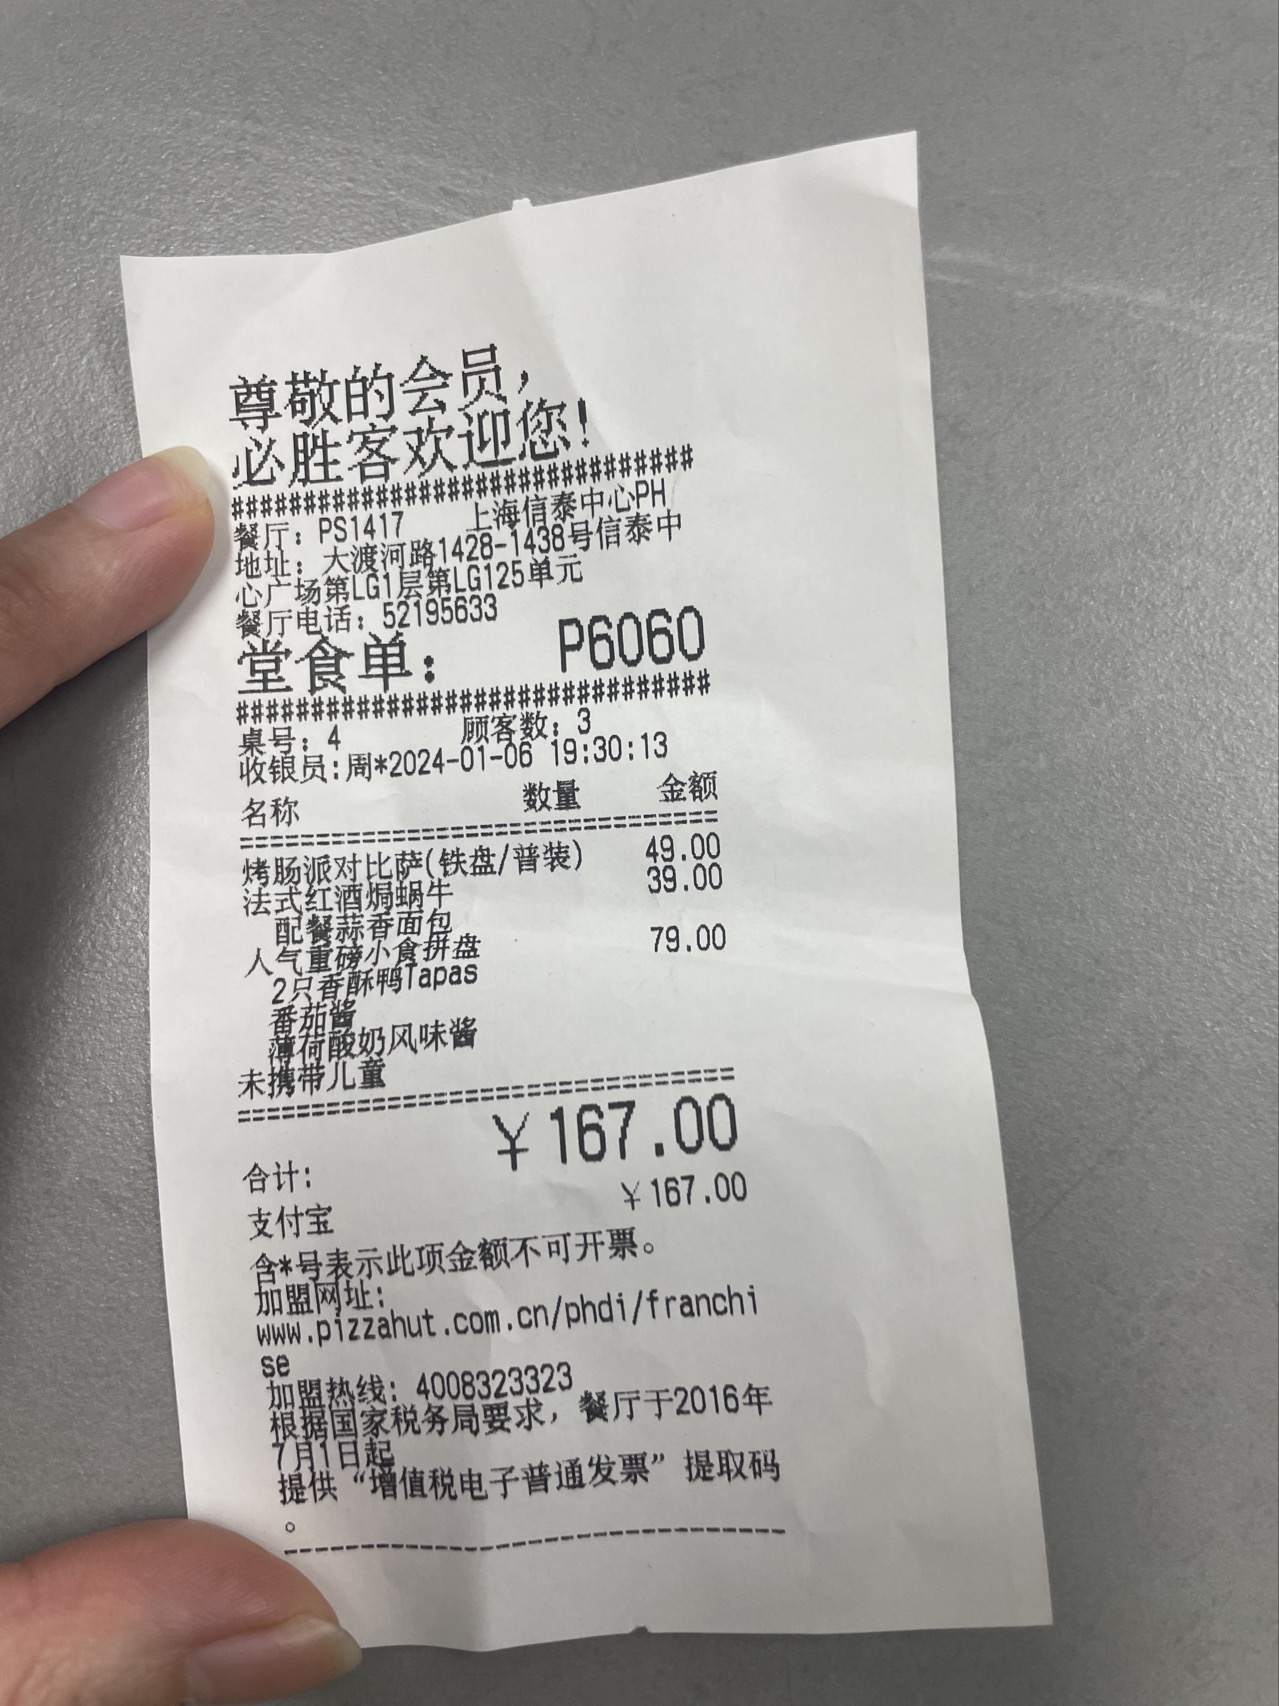 尊敬的会员，
必胜客欢迎您！
################################
餐厅：PS1417 上海信泰中心PH
地址：大渡河路1428-1438号信泰中
心广场第LG1层第LG125单元
餐厅电话：52195633
堂食单： P6060
################################
桌号：4 顾客数：3
收银员:周*2024-01-06 19:30:13
名称 数量 金额
================================
烤肠派对比萨(铁盘/普装) 49.00
法式红酒焗蜗牛 39.00
配餐蒜香面包
人气重磅小食拼盘 79.00
2只香酥鸭Tapas
番茄酱
薄荷酸奶风味酱
未携带儿童
================================
合计: ￥167.00
支付宝 ￥167.00
含*号表示此项金额不可开票。
加盟网址:
www.pizzahut.com.cn/phdi/franchi
se
加盟热线: 4008323323
根据国家税务局要求，餐厅于2016年
7月1日起
提供“增值税电子普通发票”提取码
。
--------------------------------